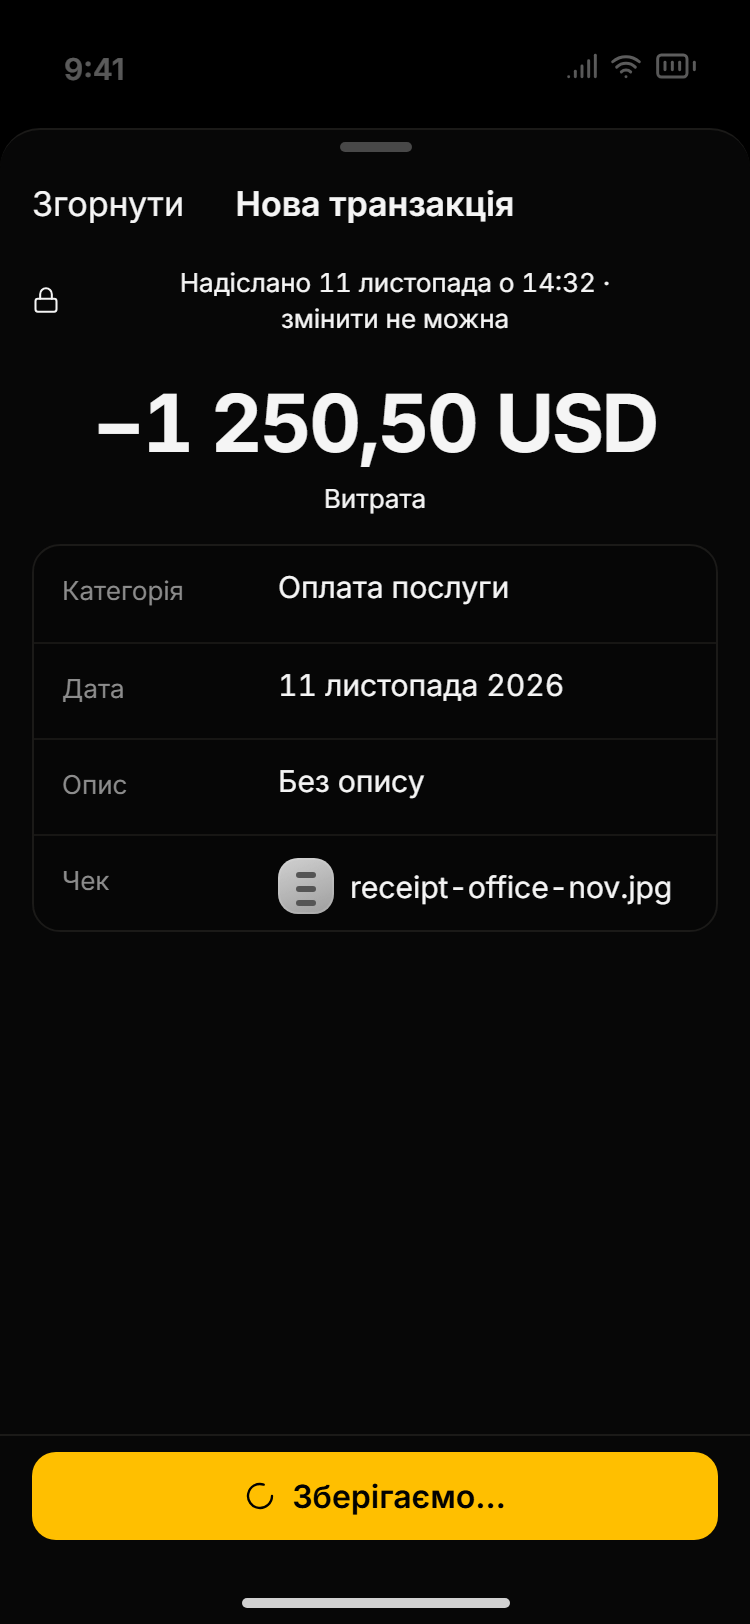 9:41
Згорнути
Нова транзакція
Надіслано 11 листопада о 14:32 ·
змінити не можна
−1 250,50 USD
Витрата
Категорія
Оплата послуги
Дата
11 листопада 2026
Опис
Без опису
Чек
receipt-office-nov.jpg
Зберігаємо...